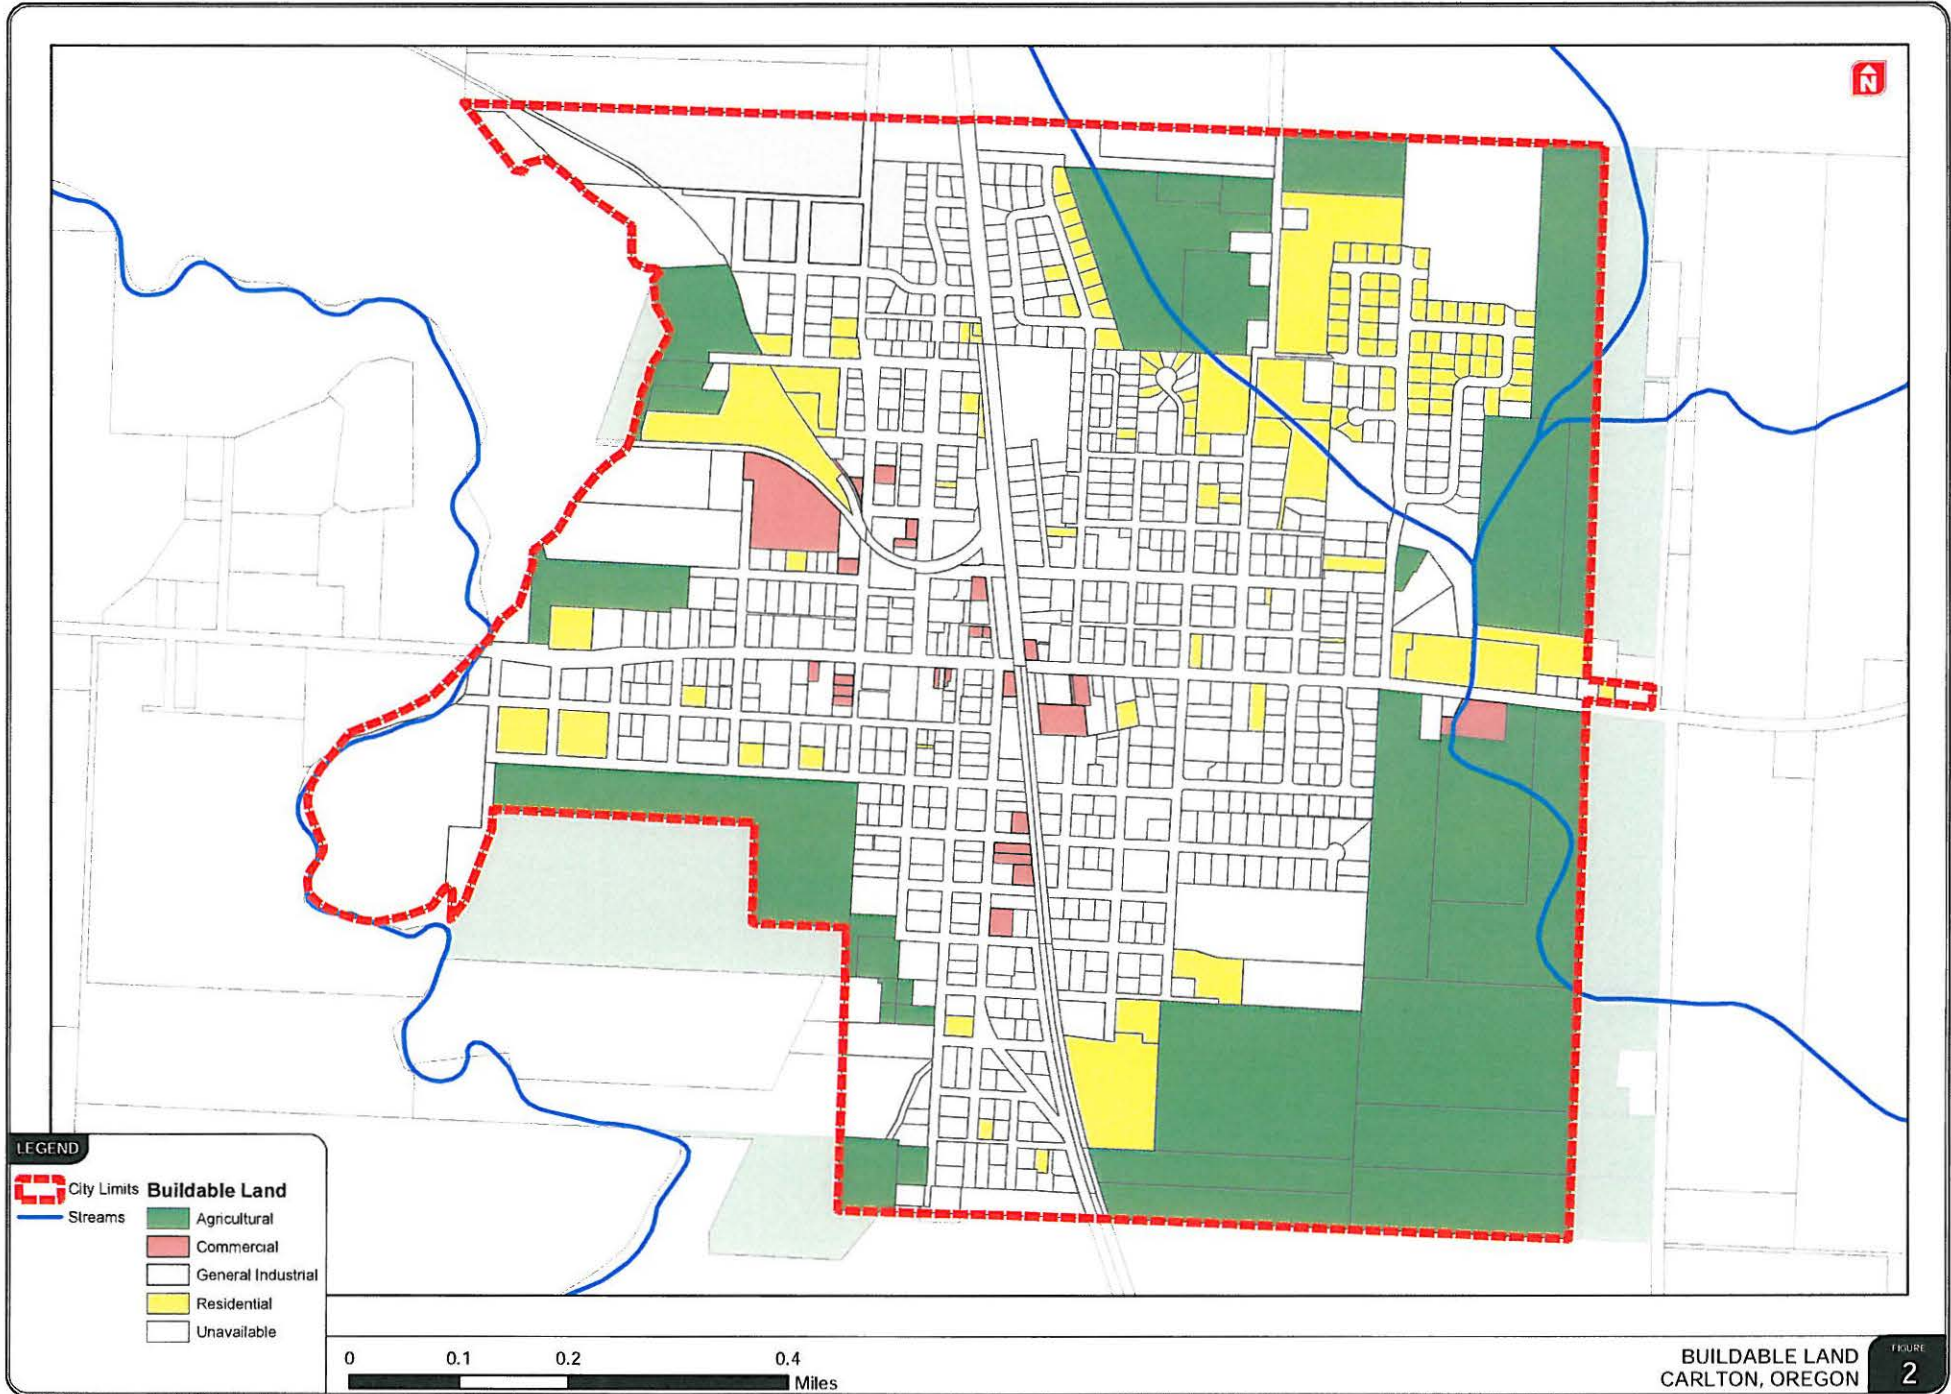 N
LEGEND
City Limits
Streams
Buildable Land
Agricultural
Commercial
General Industrial
Residential
Unavailable
0 0.1 0.2 0.4
Miles
BUILDABLE LAND
CARLTON, OREGON
FIGURE
2